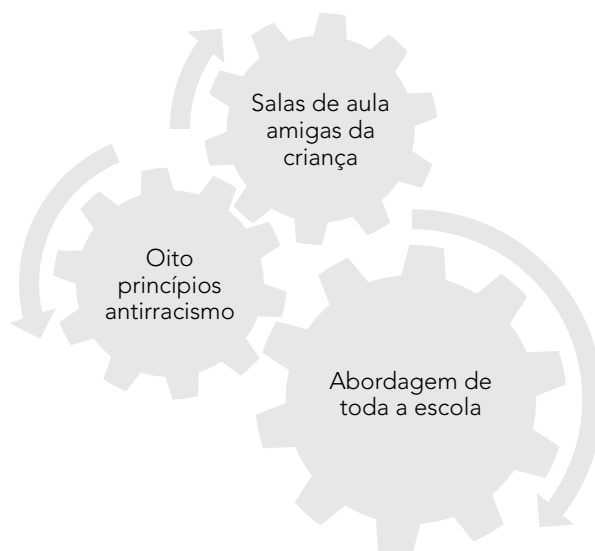 Salas de aula
amigas da
criança
Oito
princípios
antirracismo
Abordagem de
toda a escola